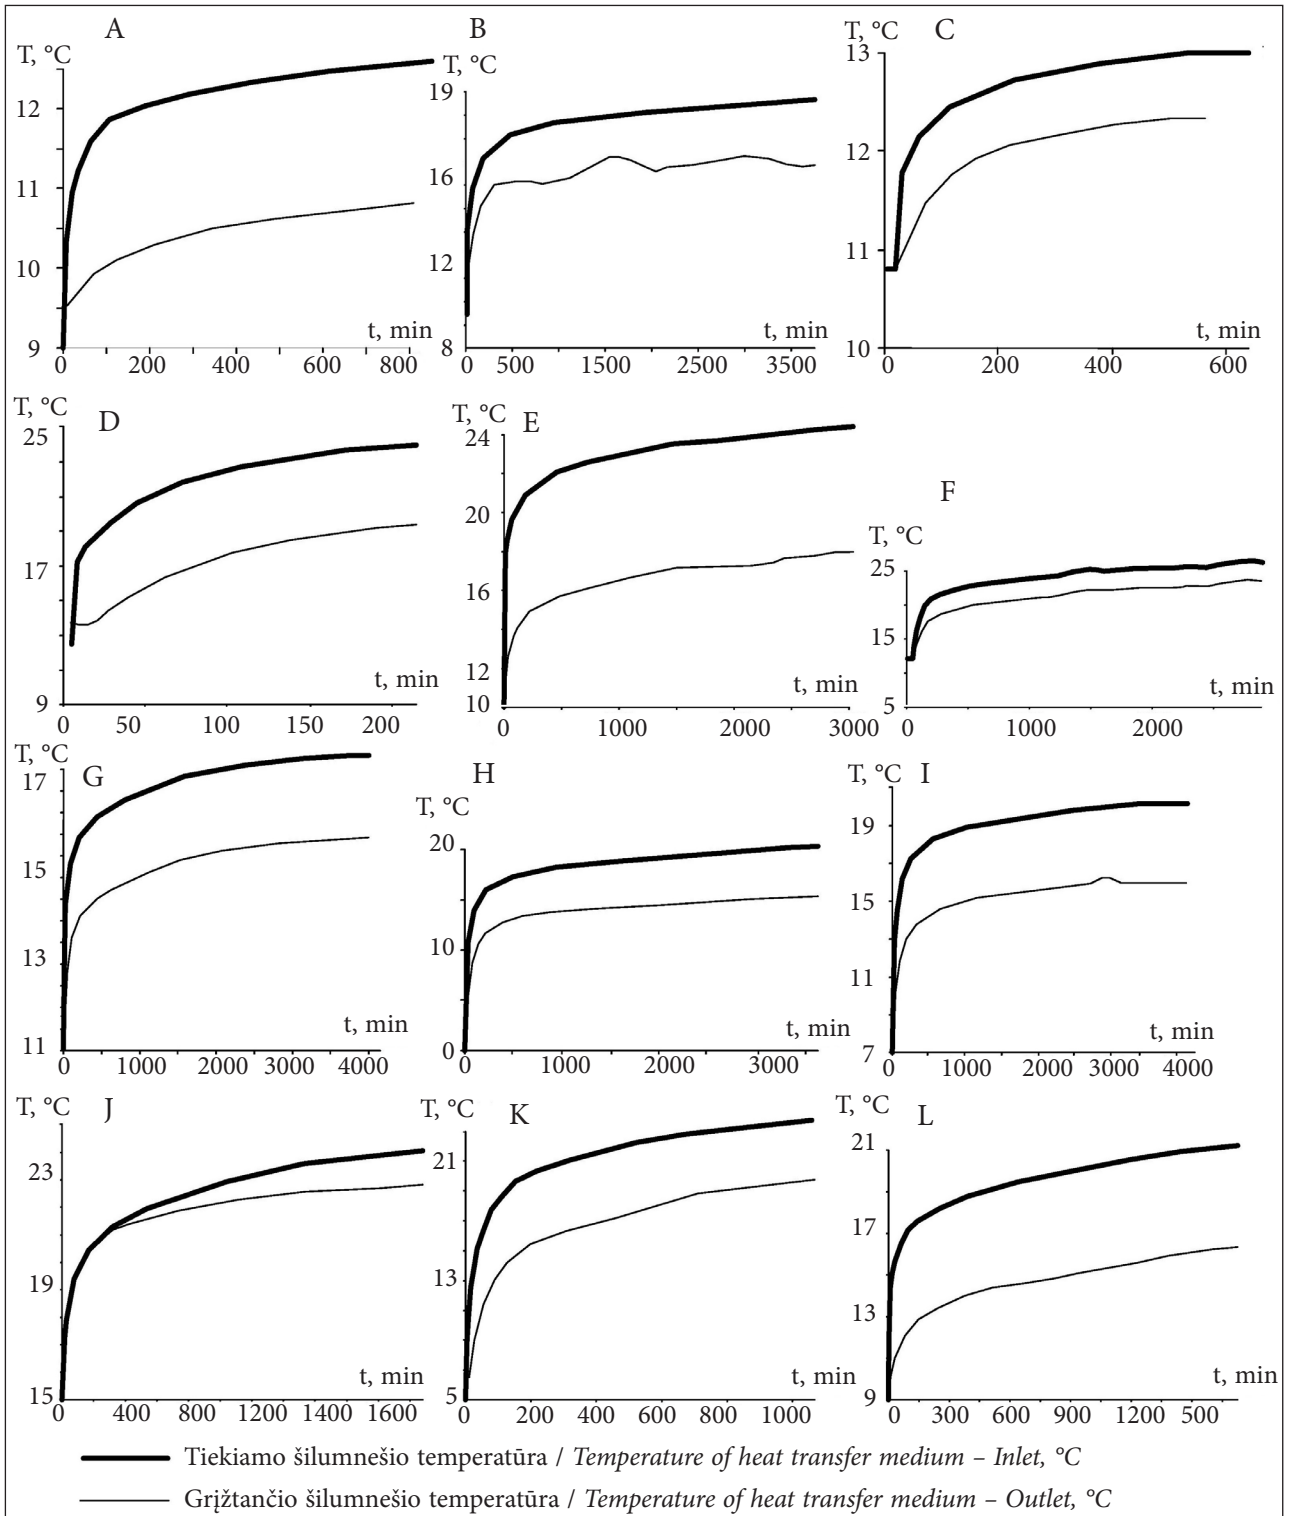 A
T, °C
12
11
10
9
0 200 400 600 800
t, min
B
T, °C
19
16
12
8
0 500 1500 2500 3500
t, min
C
T, °C
13
12
11
10
0 200 400 600
t, min
D
T, °C
25
17
9
0 50 100 150 200
t, min
E
T, °C
24
20
16
12
10
0 1000 2000 3000
t, min
F
T, °C
25
15
5
0 1000 2000
t, min
G
T, °C
17
15
13
11
0 1000 2000 3000 4000
t, min
H
T, °C
20
10
0
0 1000 2000 3000
t, min
I
T, °C
19
15
11
7
0 1000 2000 3000 4000
t, min
J
T, °C
23
19
15
0 400 800 1200 1400 1600
t, min
K
T, °C
21
13
5
0 200 400 600 800 1000
t, min
L
T, °C
21
17
13
9
0 300 600 900 1200 500
t, min
Tiekiamo šilumnešio temperatūra / Temperature of heat transfer medium – Inlet, °C
Grįžtančio šilumnešio temperatūra / Temperature of heat transfer medium – Outlet, °C